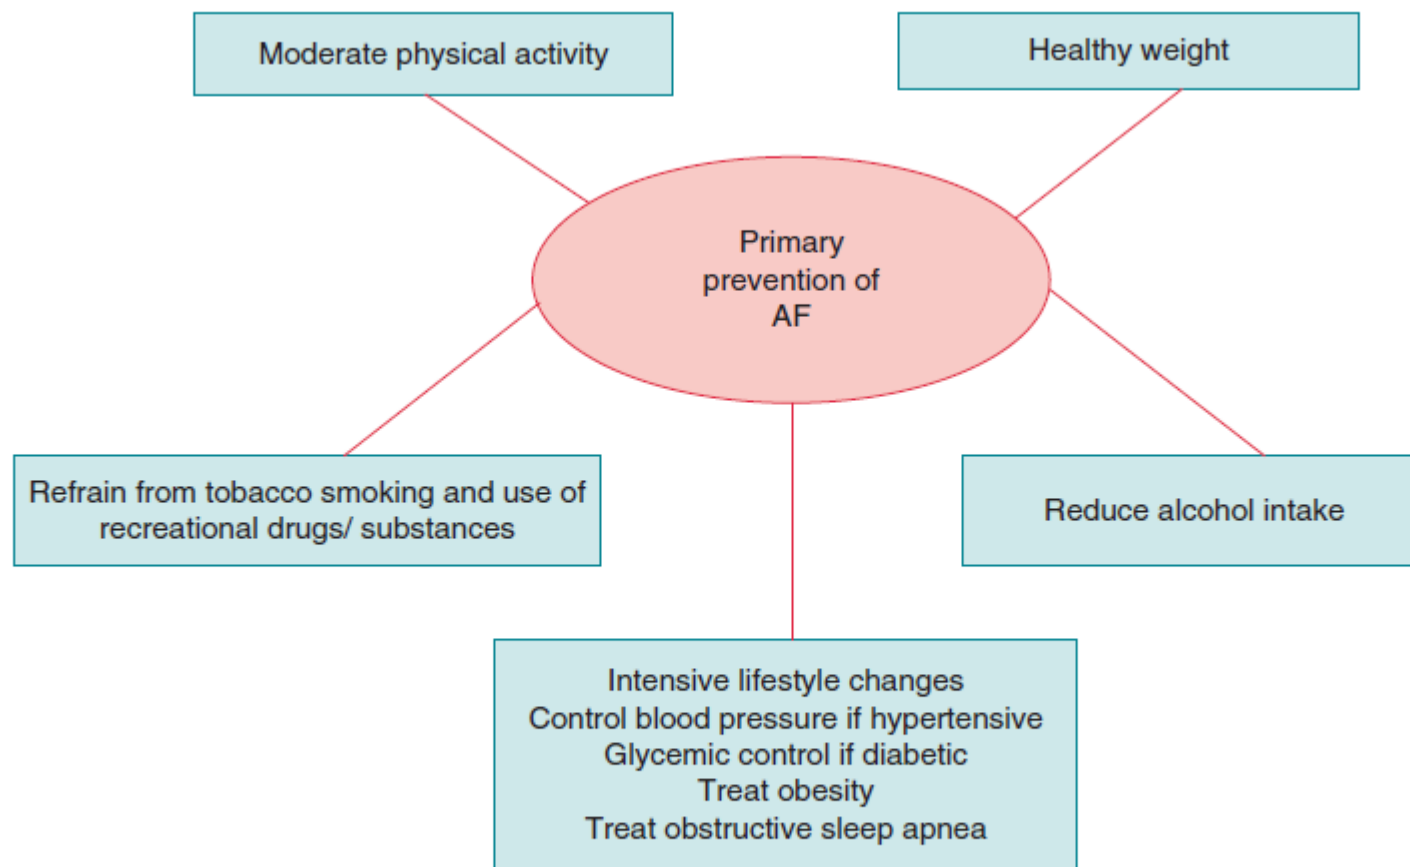 Moderate physical activity
Healthy weight
Primary
prevention of
AF
Refrain from tobacco smoking and use of
recreational drugs/ substances
Reduce alcohol intake
Intensive lifestyle changes
Control blood pressure if hypertensive
Glycemic control if diabetic
Treat obesity
Treat obstructive sleep apnea